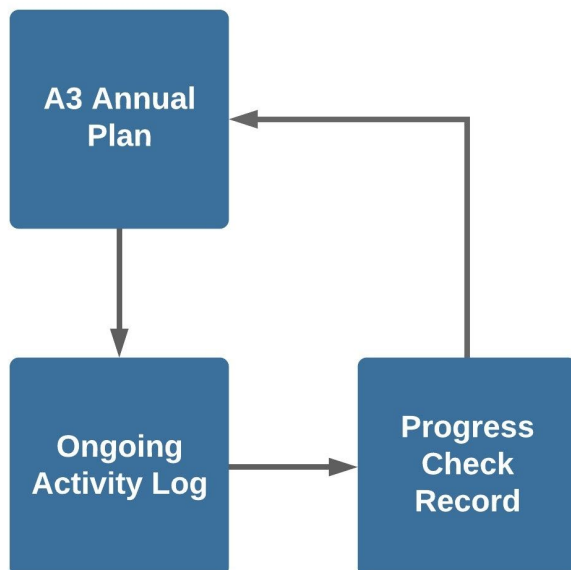 A3 Annual
Plan
Ongoing
Activity Log
Progress
Check
Record